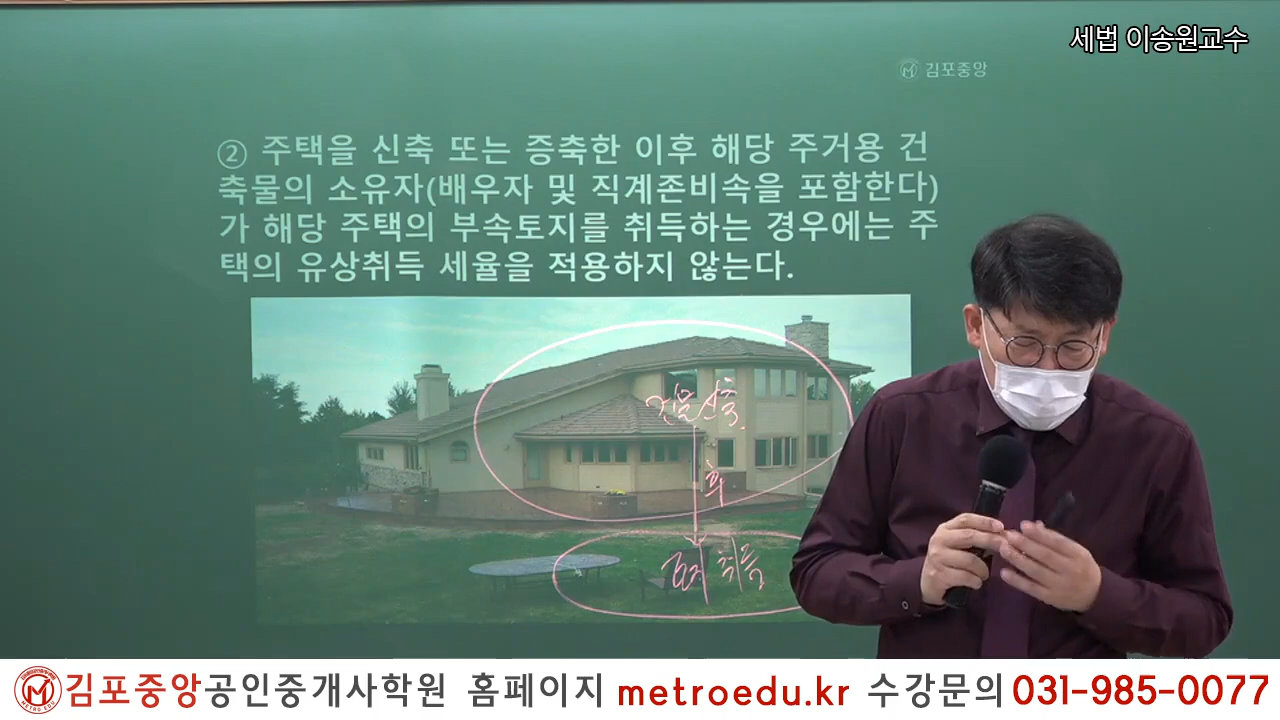 세법 이송원교수
김포중앙
② 주택을 신축 또는 증축한 이후 해당 주거용 건
축물의 소유자(배우자 및 직계존비속을 포함한다)
가 해당 주택의 부속토지를 취득하는 경우에는 주
택의 유상취득 세율을 적용하지 않는다.
건물 신축
후
토지 취득
METRO EDU
김포중앙공인중개사학원 홈페이지 metroedu.kr 수강문의 031-985-0077